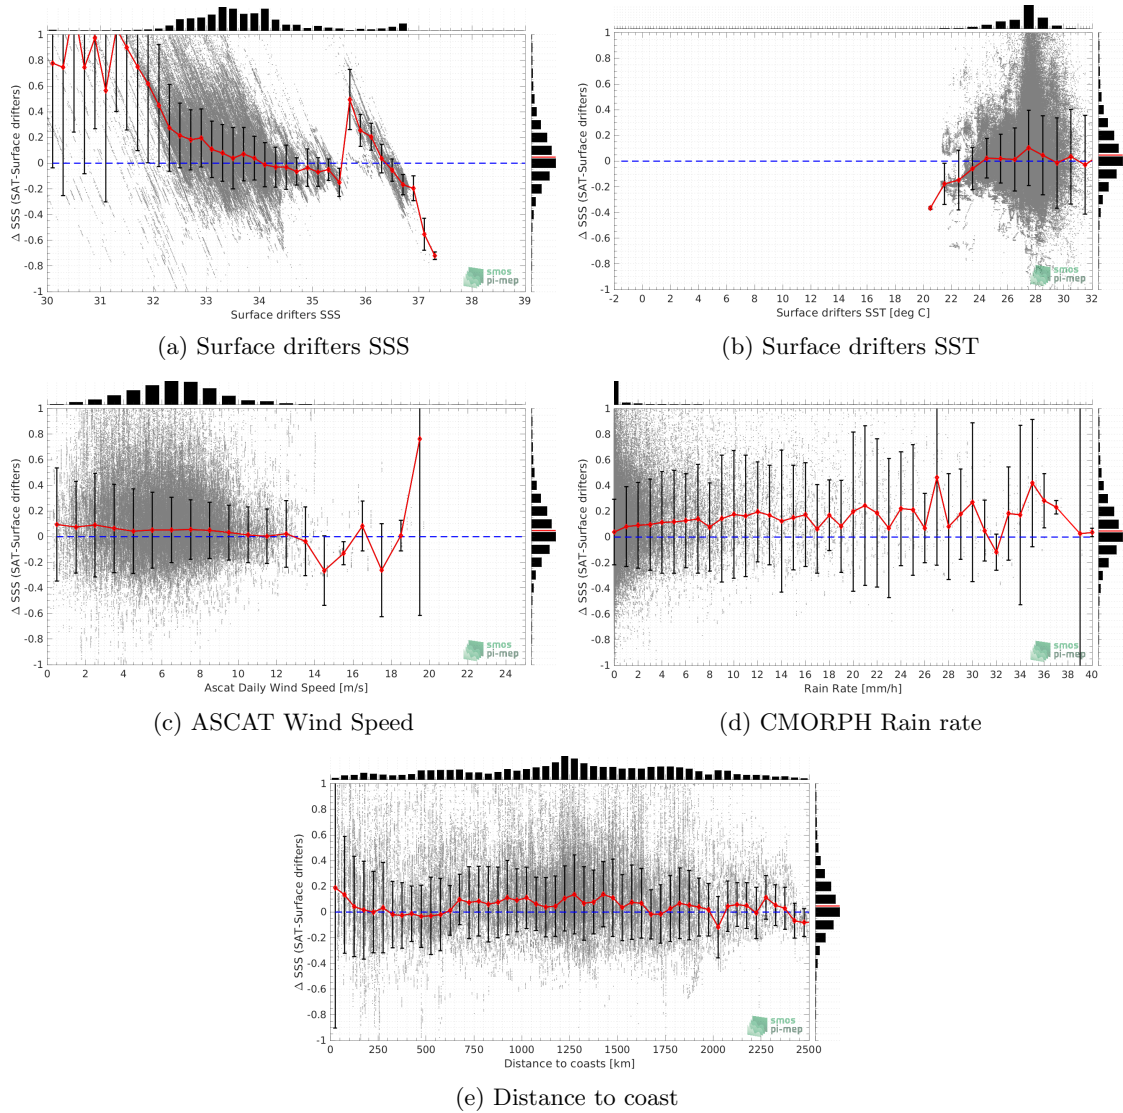 1
0.8
0.6
0.4
0.2
0
-0.2
-0.4
-0.6
-0.8
-1
Δ SSS (SAT-Surface drifters)
30 31 32 33 34 35 36 37 38 39
Surface drifters SSS
smos
pi-mep
(a) Surface drifters SSS
1
0.8
0.6
0.4
0.2
0
-0.2
-0.4
-0.6
-0.8
-1
Δ SSS (SAT-Surface drifters)
-2 0 2 4 6 8 10 12 14 16 18 20 22 24 26 28 30 32
Surface drifters SST [deg C]
smos
pi-mep
(b) Surface drifters SST
1
0.8
0.6
0.4
0.2
0
-0.2
-0.4
-0.6
-0.8
-1
Δ SSS (SAT-Surface drifters)
0 2 4 6 8 10 12 14 16 18 20 22 24
Ascat Daily Wind Speed [m/s]
smos
pi-mep
(c) ASCAT Wind Speed
1
0.8
0.6
0.4
0.2
0
-0.2
-0.4
-0.6
-0.8
-1
Δ SSS (SAT-Surface drifters)
0 2 4 6 8 10 12 14 16 18 20 22 24 26 28 30 32 34 36 38 40
Rain Rate [mm/h]
smos
pi-mep
(d) CMORPH Rain rate
1
0.8
0.6
0.4
0.2
0
-0.2
-0.4
-0.6
-0.8
-1
Δ SSS (SAT-Surface drifters)
0 250 500 750 1000 1250 1500 1750 2000 2250 2500
Distance to coasts [km]
smos
pi-mep
(e) Distance to coast